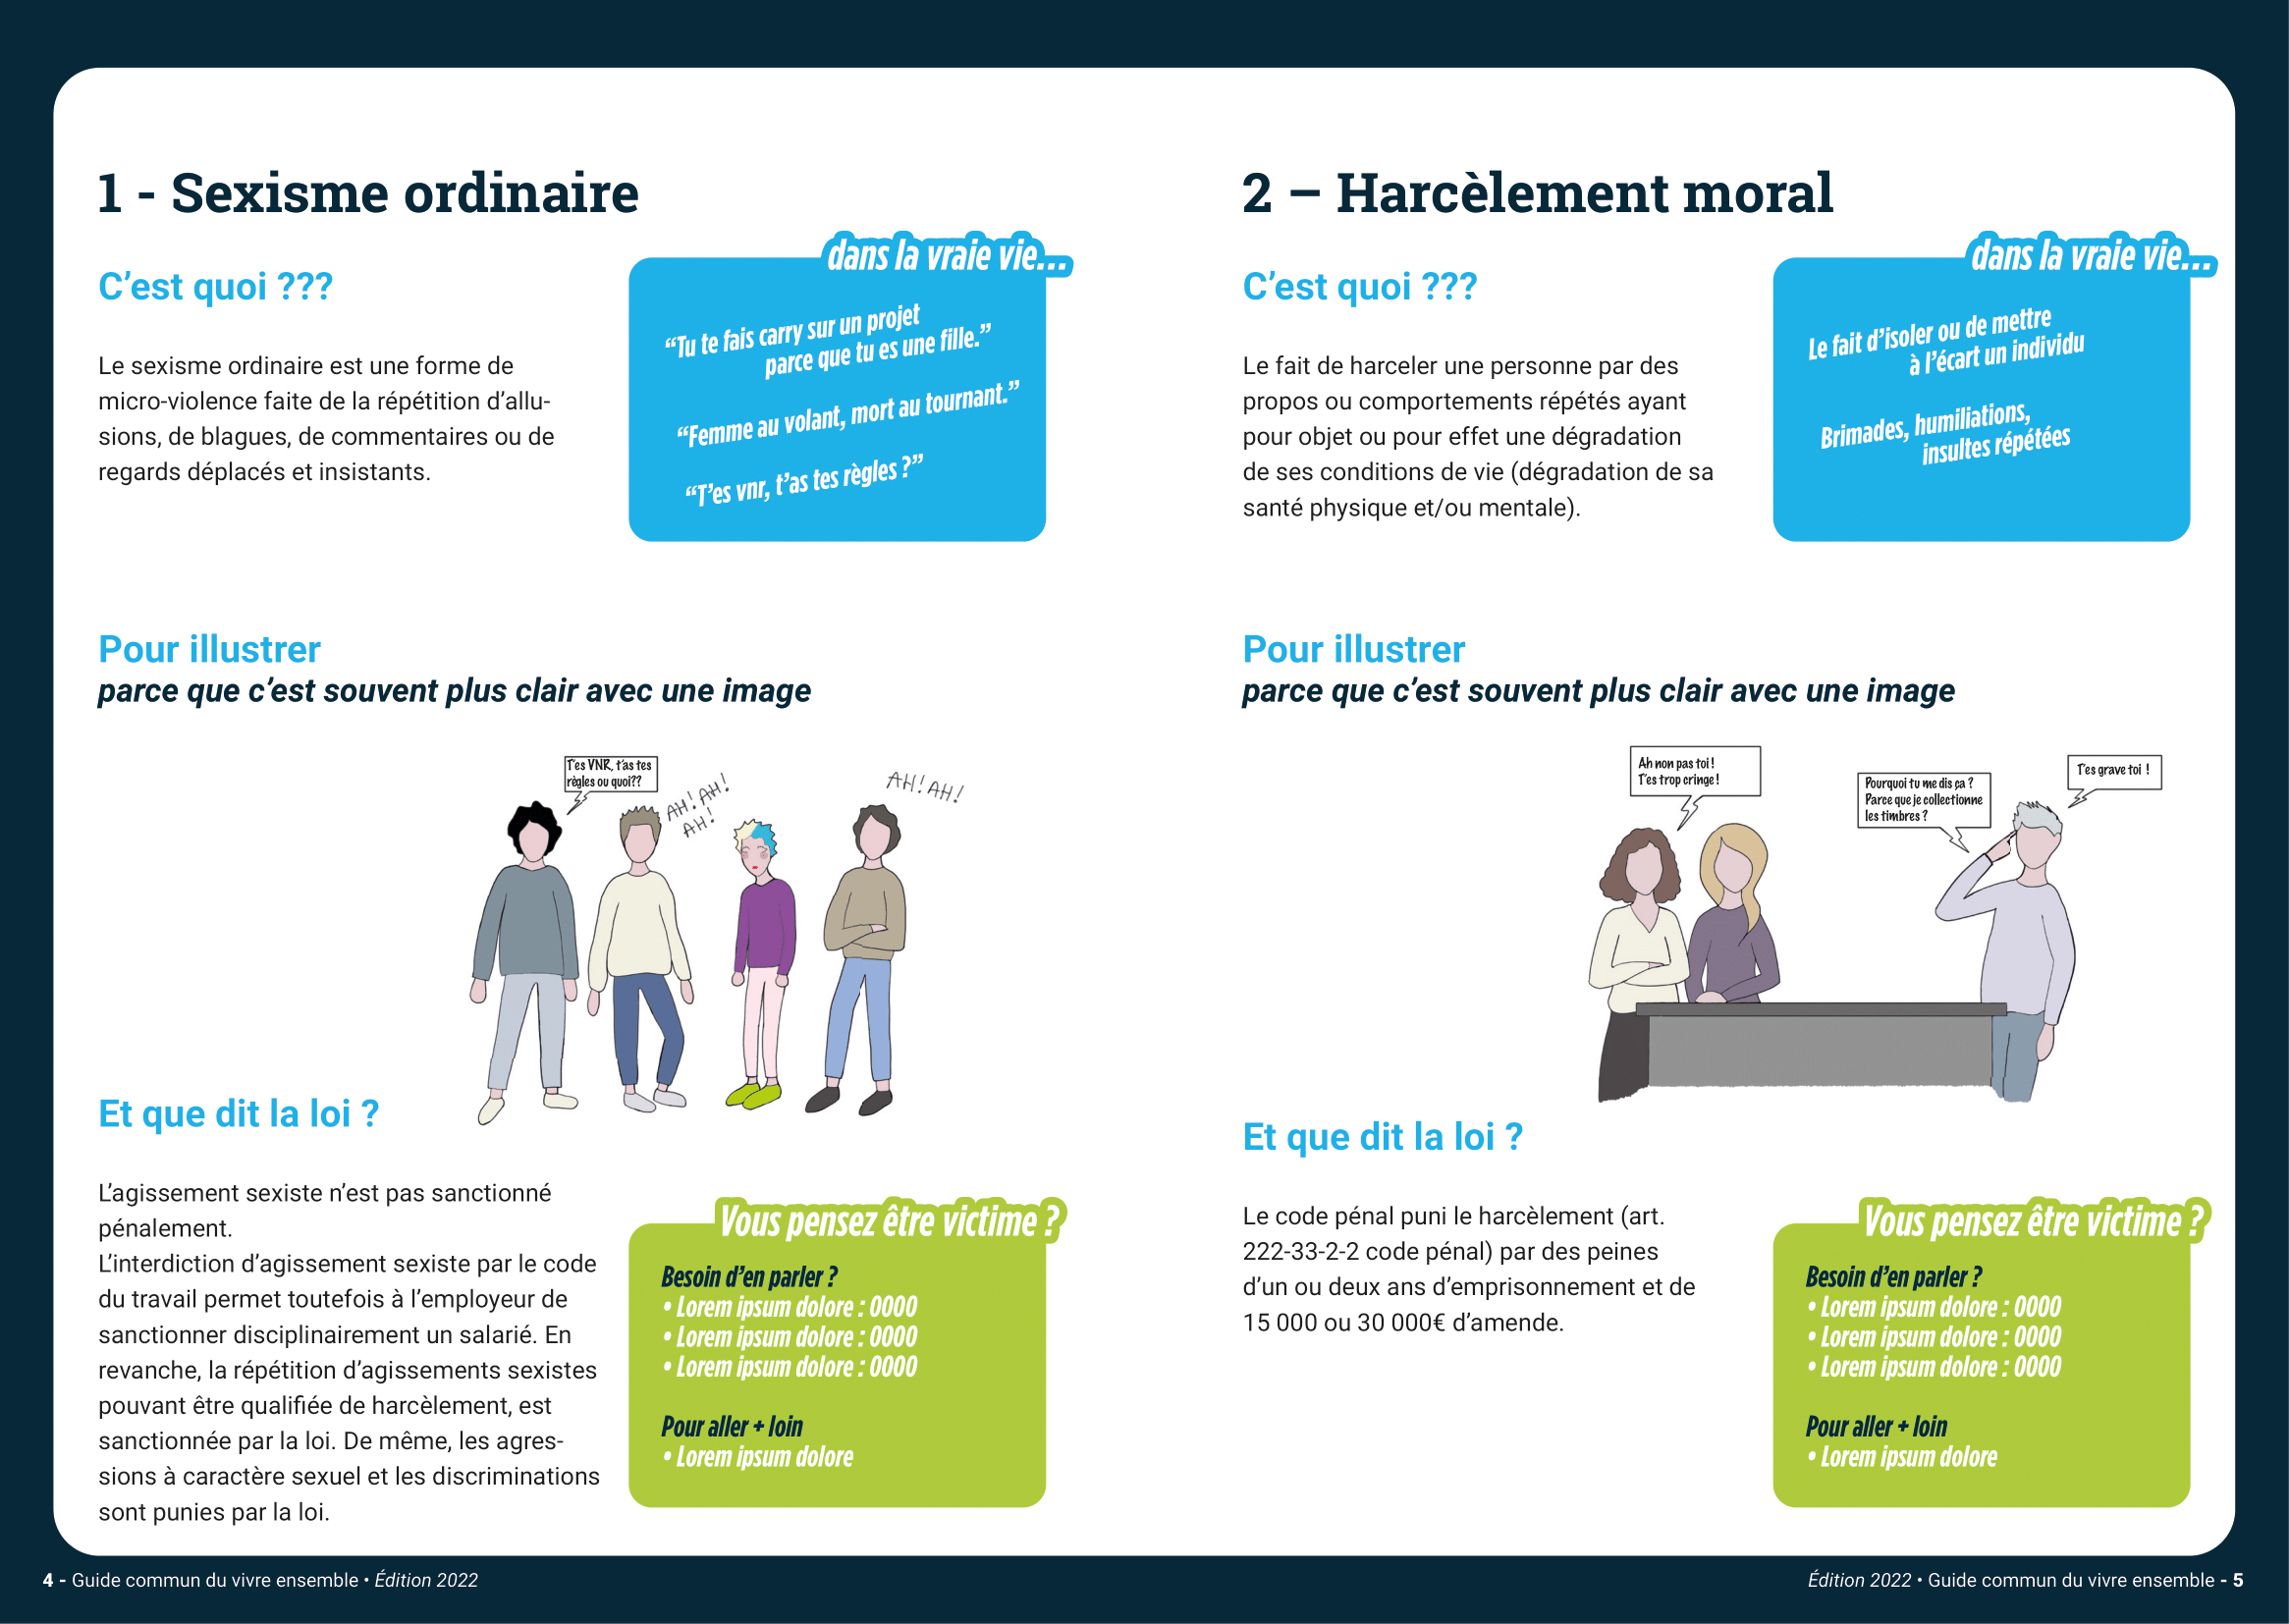 1 - Sexisme ordinaire
C’est quoi ???
Le sexisme ordinaire est une forme de
micro-violence faite de la répétition d’allu-
sions, de blagues, de commentaires ou de
regards déplacés et insistants.
dans la vraie vie...
“Tu te fais carry sur un projet
parce que tu es une fille.”
“Femme au volant, mort au tournant.”
“T’es vnr, t’as tes règles ?”
Pour illustrer
parce que c’est souvent plus clair avec une image
T’es VNR, t’as tes
règles ou quoi??
AH! AH!
AH!
AH! AH!
Et que dit la loi ?
L’agissement sexiste n’est pas sanctionné
pénalement.
L’interdiction d’agissement sexiste par le code
du travail permet toutefois à l’employeur de
sanctionner disciplinairement un salarié. En
revanche, la répétition d’agissements sexistes
pouvant être qualifiée de harcèlement, est
sanctionnée par la loi. De même, les agres-
sions à caractère sexuel et les discriminations
sont punies par la loi.
Vous pensez être victime ?
Besoin d’en parler ?
• Lorem ipsum dolore : 0000
• Lorem ipsum dolore : 0000
• Lorem ipsum dolore : 0000
Pour aller + loin
• Lorem ipsum dolore
4 - Guide commun du vivre ensemble • Édition 2022
2 – Harcèlement moral
C’est quoi ???
Le fait de harceler une personne par des
propos ou comportements répétés ayant
pour objet ou pour effet une dégradation
de ses conditions de vie (dégradation de sa
santé physique et/ou mentale).
dans la vraie vie...
Le fait d’isoler ou de mettre
à l’écart un individu
Brimades, humiliations,
insultes répétées
Pour illustrer
parce que c’est souvent plus clair avec une image
Ah non pas toi !
T’es trop cringe !
Pourquoi tu me dis ça ?
Parce que je collectionne
les timbres ?
T’es grave toi !
Et que dit la loi ?
Le code pénal puni le harcèlement (art.
222-33-2-2 code pénal) par des peines
d’un ou deux ans d’emprisonnement et de
15 000 ou 30 000€ d’amende.
Vous pensez être victime ?
Besoin d’en parler ?
• Lorem ipsum dolore : 0000
• Lorem ipsum dolore : 0000
• Lorem ipsum dolore : 0000
Pour aller + loin
• Lorem ipsum dolore
Édition 2022 • Guide commun du vivre ensemble - 5